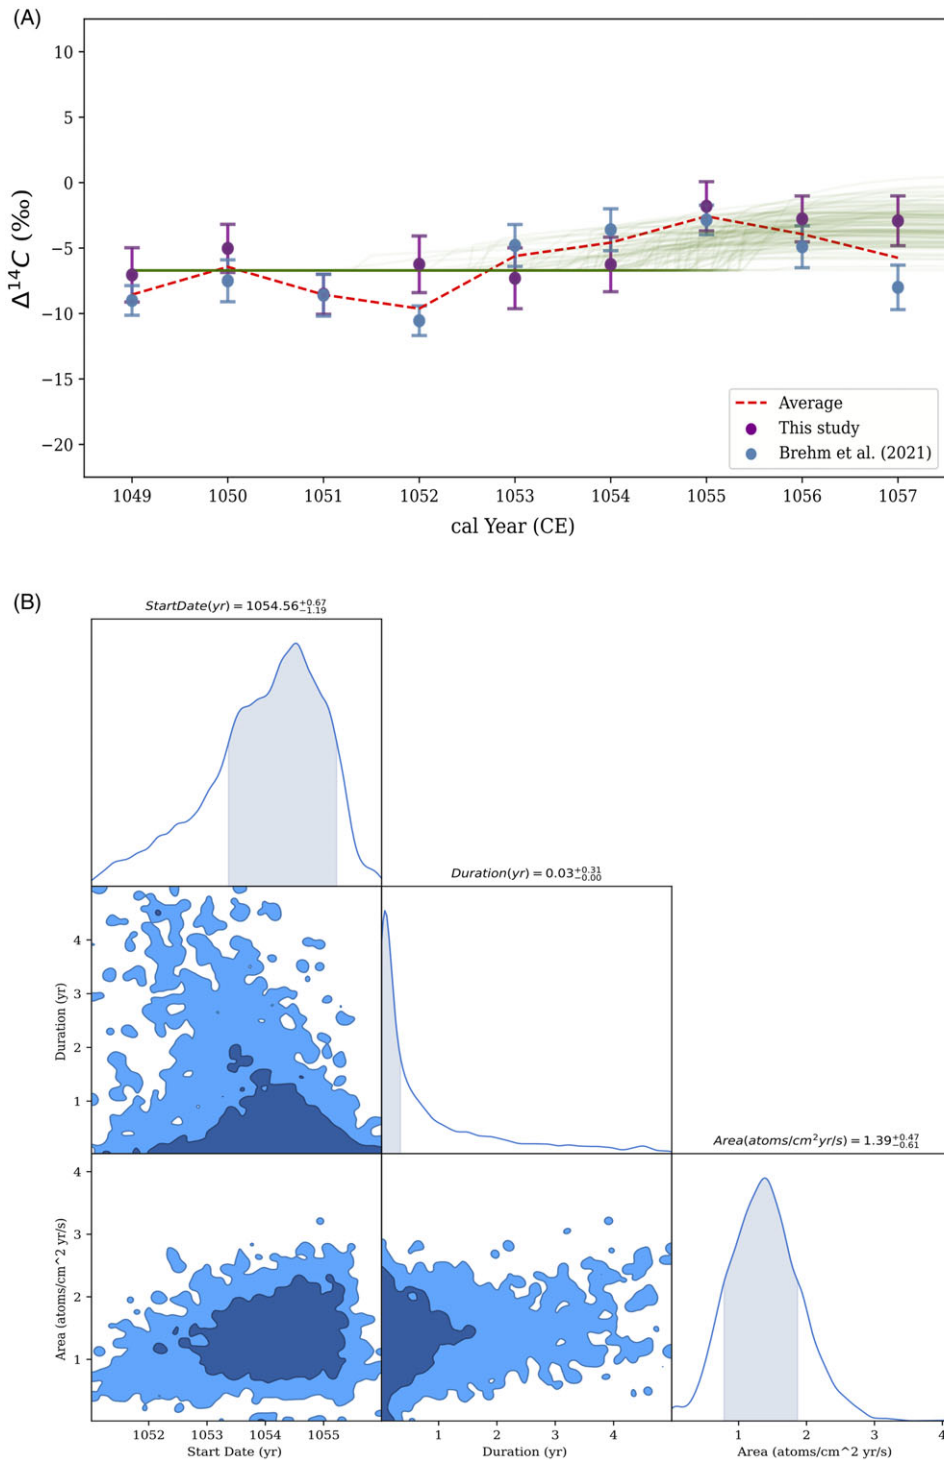 (A)
10
5
0
−5
−10
−15
−20
Δ¹⁴C (‰)
Average
This study
Brehm et al. (2021)
1049 1050 1051 1052 1053 1054 1055 1056 1057
cal Year (CE)
(B)
StartDate(yr) = 1054.56 +0.67 −1.19
Duration(yr) = 0.03 +0.31 −0.00
4
3
2
1
Duration (yr)
Area(atoms/cm²yr/s) = 1.39 +0.47 −0.61
4
3
2
1
Area (atoms/cm^2 yr/s)
1052 1053 1054 1055 1 2 3 4 1 2 3 4
Start Date (yr) Duration (yr) Area (atoms/cm^2 yr/s)